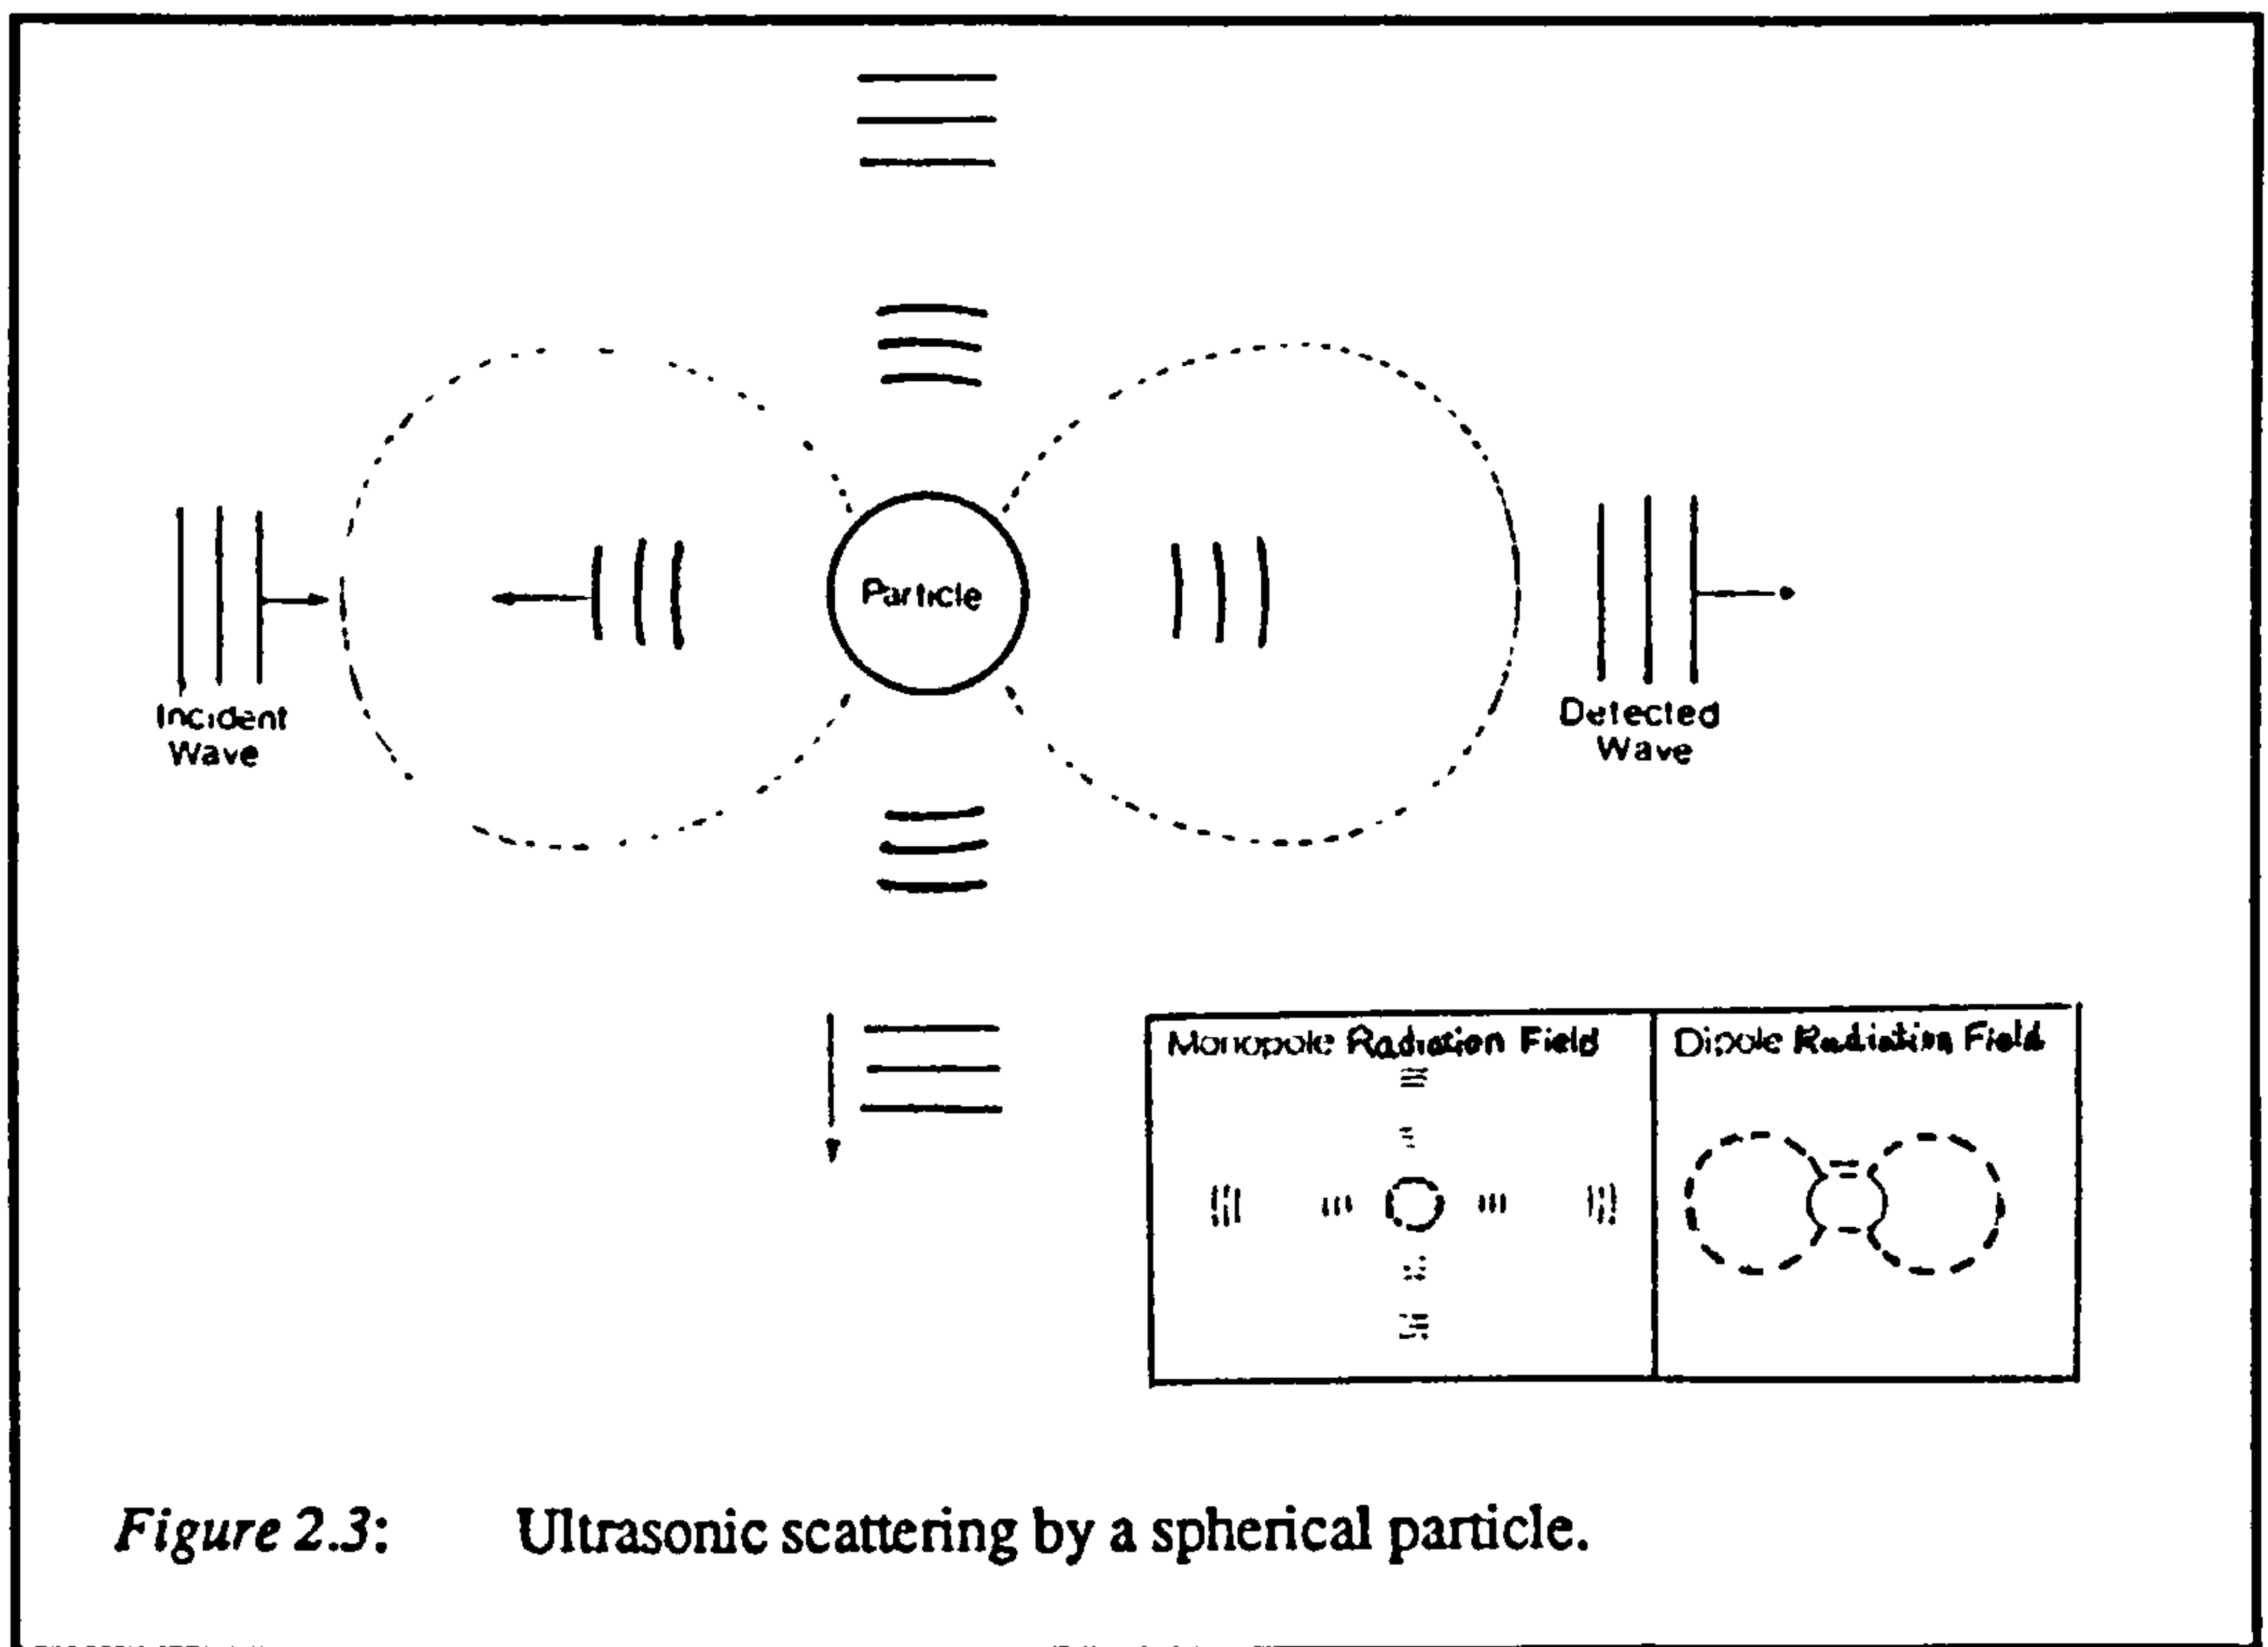 Particle
Incident
Wave
Detected
Wave
Monopole Radiation Field
Dipole Radiation Field
Figure 2.3: Ultrasonic scattering by a spherical particle.